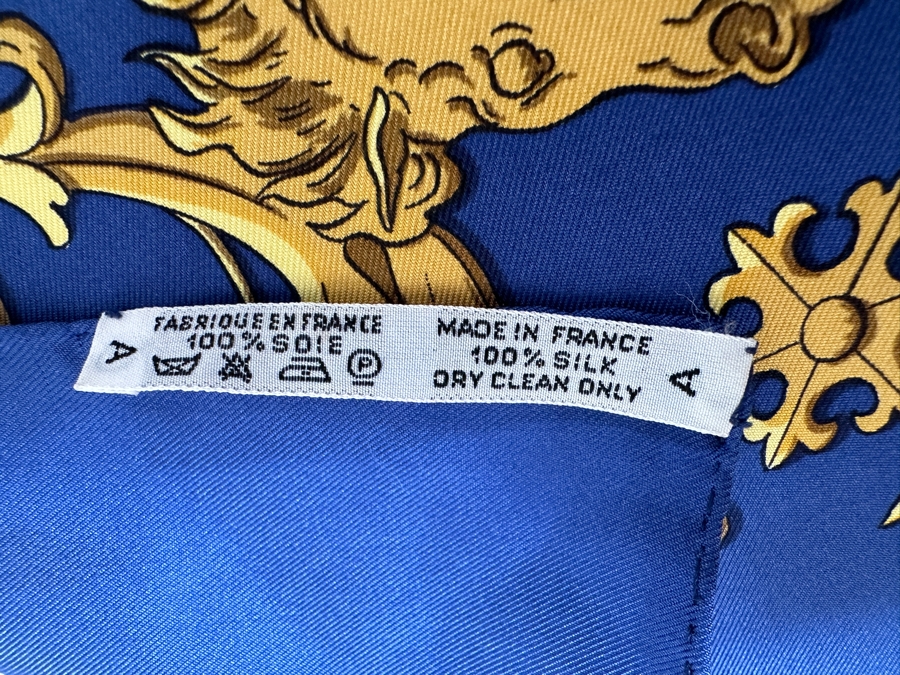 A
FABRIQUE EN FRANCE
100% SOIE
P
MADE IN FRANCE
100% SILK
DRY CLEAN ONLY
A